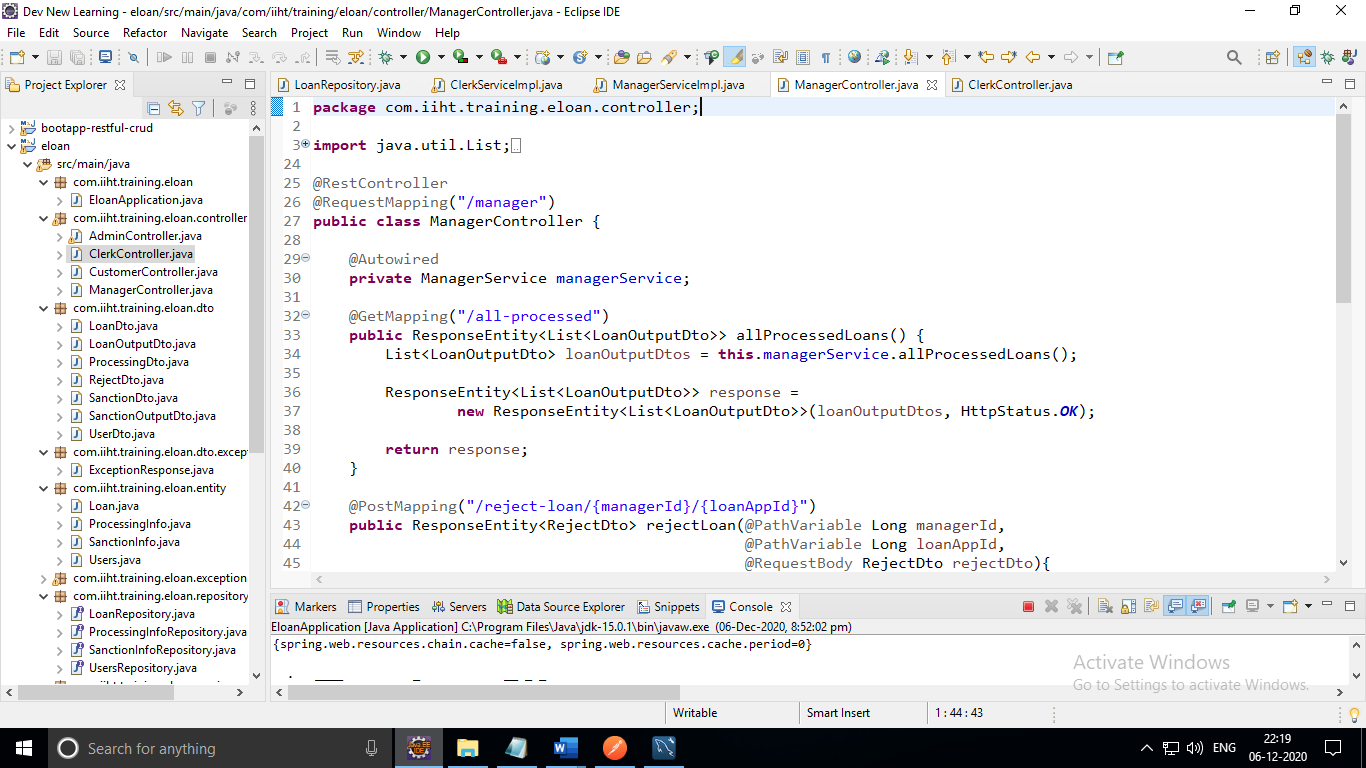 Dev New Learning - eloan/src/main/java/com/iiht/training/eloan/controller/ManagerController.java - Eclipse IDE
File Edit Source Refactor Navigate Search Project Run Window Help
Project Explorer
LoanRepository.java ClerkServiceImpl.java ManagerServiceImpl.java ManagerController.java ClerkController.java
bootapp-restful-crud
eloan
src/main/java
com.iiht.training.eloan
EloanApplication.java
com.iiht.training.eloan.controller
AdminController.java
ClerkController.java
CustomerController.java
ManagerController.java
com.iiht.training.eloan.dto
LoanDto.java
LoanOutputDto.java
ProcessingDto.java
RejectDto.java
SanctionDto.java
SanctionOutputDto.java
UserDto.java
com.iiht.training.eloan.dto.excep
ExceptionResponse.java
com.iiht.training.eloan.entity
Loan.java
ProcessingInfo.java
SanctionInfo.java
Users.java
com.iiht.training.eloan.exception
com.iiht.training.eloan.repository
LoanRepository.java
ProcessingInfoRepository.java
SanctionInfoRepository.java
UsersRepository.java
1 package com.iiht.training.eloan.controller;
2
3 import java.util.List;
24
25 @RestController
26 @RequestMapping("/manager")
27 public class ManagerController {
28
29 @Autowired
30 private ManagerService managerService;
31
32 @GetMapping("/all-processed")
33 public ResponseEntity<List<LoanOutputDto>> allProcessedLoans() {
34 List<LoanOutputDto> loanOutputDtos = this.managerService.allProcessedLoans();
35
36 ResponseEntity<List<LoanOutputDto>> response =
37 new ResponseEntity<List<LoanOutputDto>>(loanOutputDtos, HttpStatus.OK);
38
39 return response;
40 }
41
42 @PostMapping("/reject-loan/{managerId}/{loanAppId}")
43 public ResponseEntity<RejectDto> rejectLoan(@PathVariable Long managerId,
44 @PathVariable Long loanAppId,
45 @RequestBody RejectDto rejectDto){
Markers Properties Servers Data Source Explorer Snippets Console
EloanApplication [Java Application] C:\Program Files\Java\jdk-15.0.1\bin\javaw.exe (06-Dec-2020, 8:52:02 pm)
{spring.web.resources.chain.cache=false, spring.web.resources.cache.period=0}
Activate Windows
Go to Settings to activate Windows.
Writable Smart Insert 1 : 44 : 43
Search for anything
ENG
22:19
06-12-2020